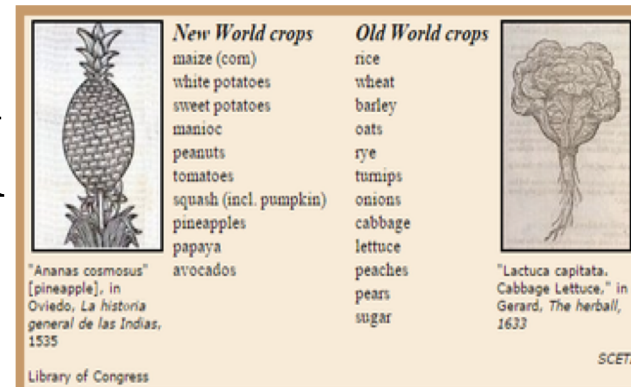 New World crops
maize (corn)
white potatoes
sweet potatoes
manioc
peanuts
tomatoes
squash (incl. pumpkin)
pineapples
papaya
avocados
Old World crops
rice
wheat
barley
oats
rye
turnips
onions
cabbage
lettuce
peaches
pears
sugar
"Ananas cosmosus"
[pineapple], in
Oviedo, La historia
general de las Indias,
1535
Library of Congress
"Lactuca capitata.
Cabbage Lettuce," in
Gerard, The herball,
1633
SCETI